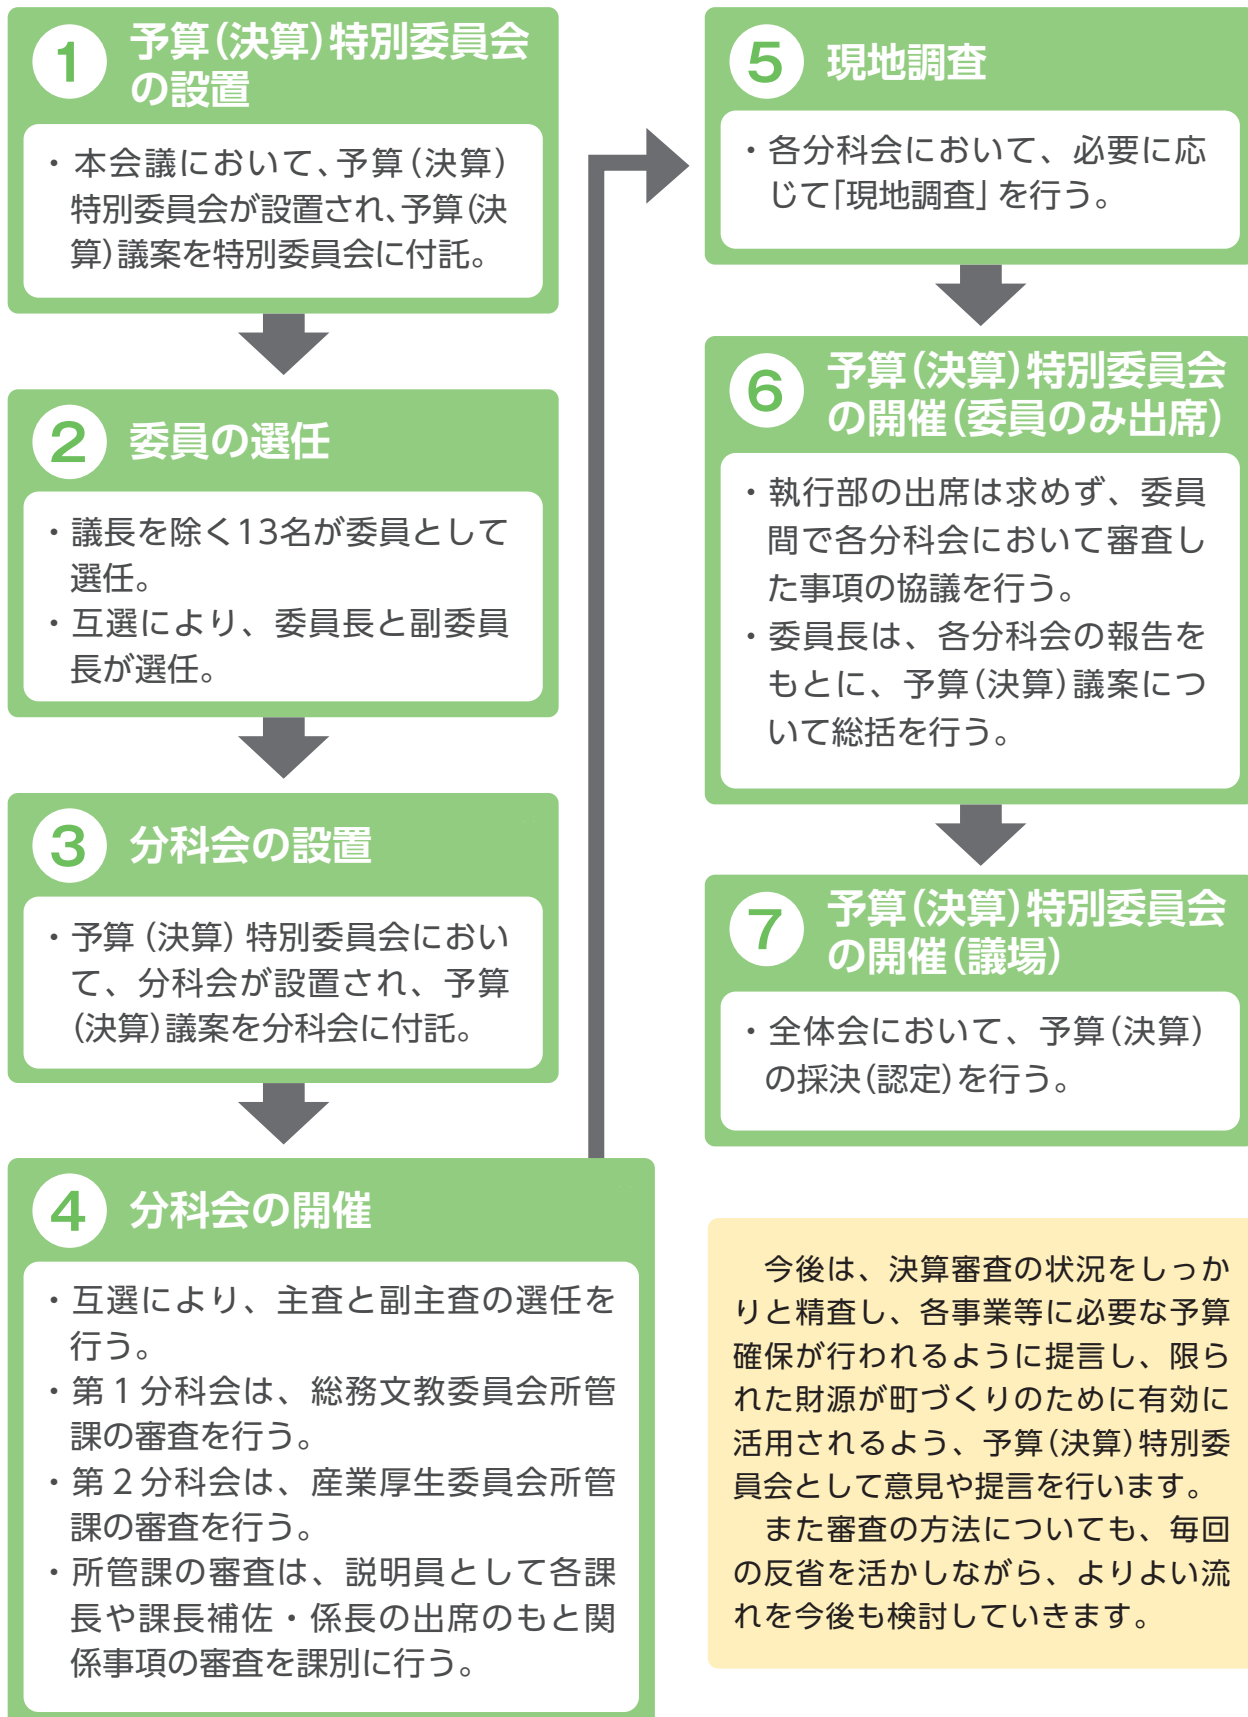 1 予算(決算)特別委員会
の設置
・本会議において、予算(決算)
特別委員会が設置され、予算(決
算)議案を特別委員会に付託。
2 委員の選任
・議長を除く13名が委員として
選任。
・互選により、委員長と副委員
長が選任。
3 分科会の設置
・予算(決算)特別委員会におい
て、分科会が設置され、予算
(決算)議案を分科会に付託。
4 分科会の開催
・互選により、主査と副主査の選任を
行う。
・第1分科会は、総務文教委員会所管
課の審査を行う。
・第2分科会は、産業厚生委員会所管
課の審査を行う。
・所管課の審査は、説明員として各課
長や課長補佐・係長の出席のもと関
係事項の審査を課別に行う。
5 現地調査
・各分科会において、必要に応
じて「現地調査」を行う。
6 予算(決算)特別委員会
の開催(委員のみ出席)
・執行部の出席は求めず、委員
間で各分科会において審査し
た事項の協議を行う。
・委員長は、各分科会の報告を
もとに、予算(決算)議案につ
いて総括を行う。
7 予算(決算)特別委員会
の開催(議場)
・全体会において、予算(決算)
の採決(認定)を行う。
今後は、決算審査の状況をしっか
りと精査し、各事業等に必要な予算
確保が行われるように提言し、限ら
れた財源が町づくりのために有効に
活用されるよう、予算(決算)特別委
員会として意見や提言を行います。
また審査の方法についても、毎回
の反省を活かしながら、よりよい流
れを今後も検討していきます。